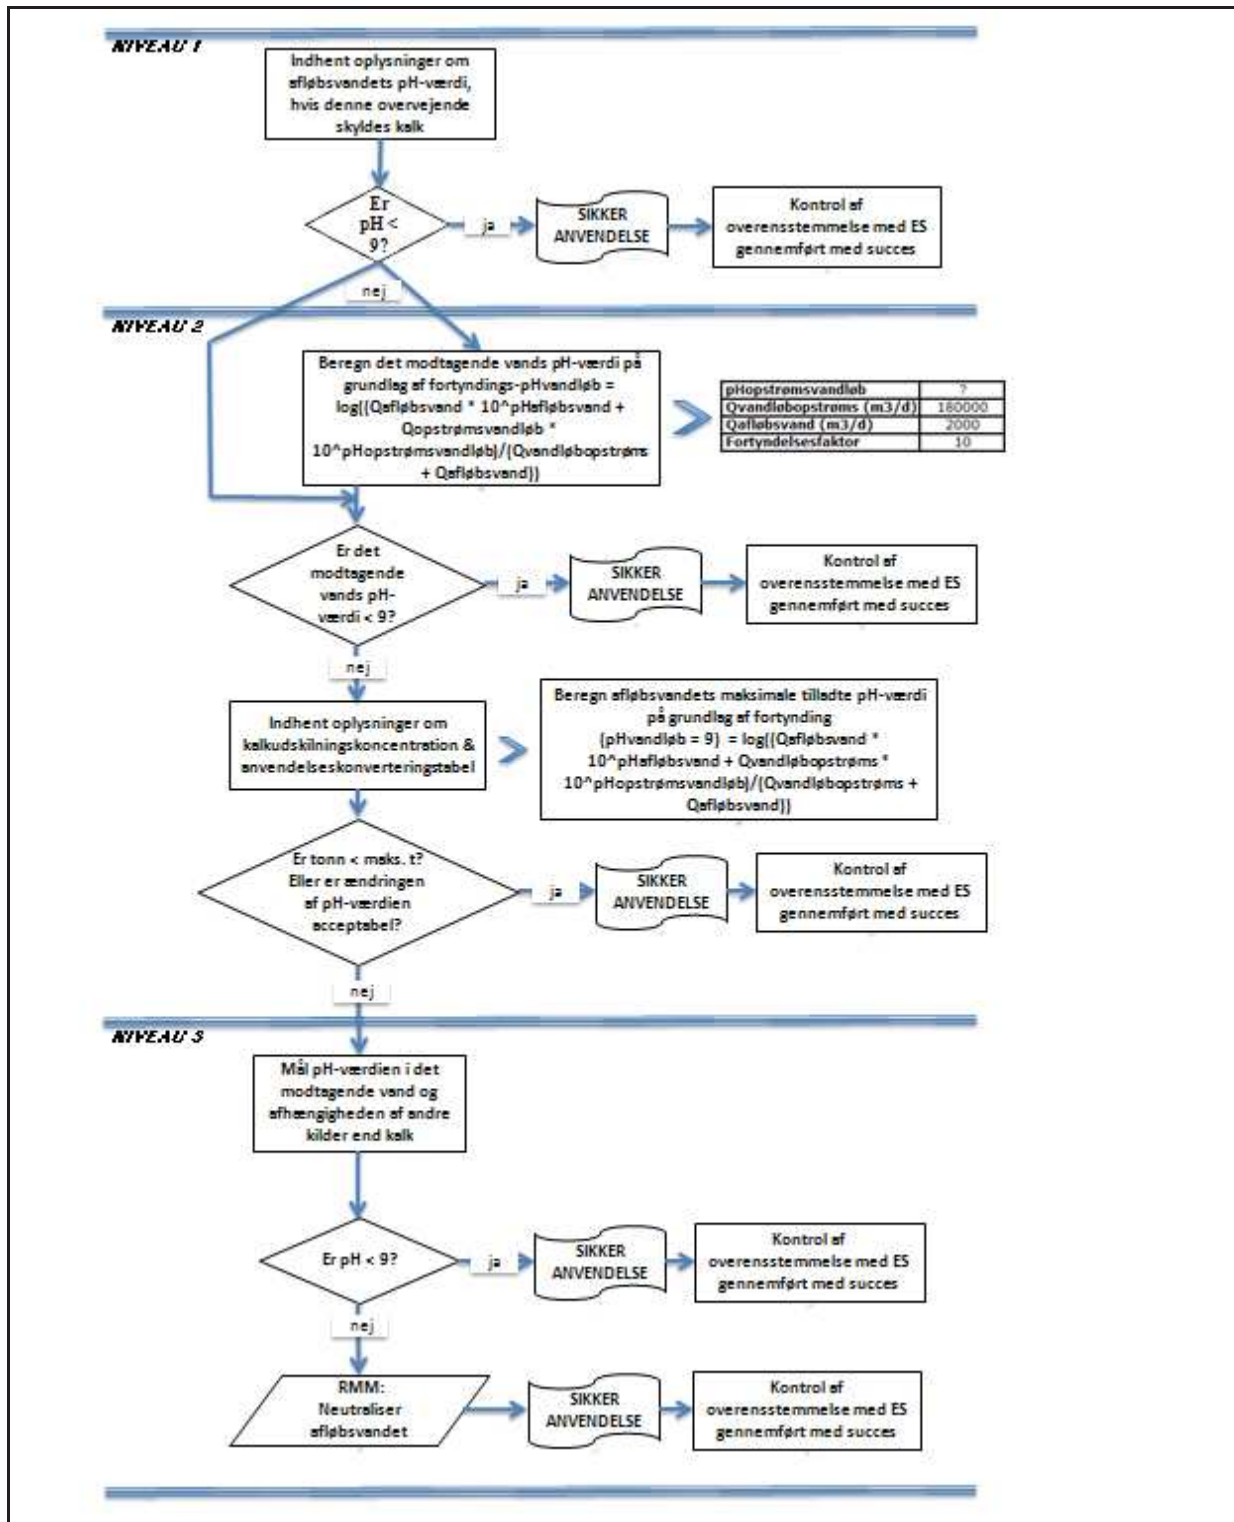 NIVEAU 1
Indhent oplysninger om
afløbsvandets pH-værdi,
hvis denne overvejende
skyldes kalk
Er
pH <
9?
ja
SIKKER
ANVENDELSE
Kontrol af
overensstemmelse med ES
gennemført med succes
nej
NIVEAU 2
Beregn det modtagende vands pH-værdi på
grundlag af fortyndings-pHvandløb =
log((Qafløbsvand * 10^pHafløbsvand +
Qopstrømsvandløb *
10^pHopstrømsvandløb)/(Qvandløbopstrøms
+ Qafløbsvand))
pHopstrømsvandløb ?
Qvandløbopstrøms (m3/d) 180000
Qafløbsvand (m3/d) 2000
Fortyndelsesfaktor 10
Er det
modtagende
vands pH-
værdi < 9?
ja
SIKKER
ANVENDELSE
Kontrol af
overensstemmelse med ES
gennemført med succes
nej
Indhent oplysninger om
kalkudskilningskoncentration &
anvendelseskonverteringstabel
Beregn afløbsvandets maksimale tilladte pH-værdi
på grundlag af fortynding
(pHvandløb = 9) = log((Qafløbsvand *
10^pHafløbsvand + Qvandløbopstrøms *
10^pHopstrømsvandløb)/(Qvandløbopstrøms +
Qafløbsvand))
Er tonn < maks. t?
Eller er ændringen
af pH-værdien
acceptabel?
ja
SIKKER
ANVENDELSE
Kontrol af
overensstemmelse med ES
gennemført med succes
nej
NIVEAU 3
Mål pH-værdien i det
modtagende vand og
afhængigheden af andre
kilder end kalk
Er pH < 9?
ja
SIKKER
ANVENDELSE
Kontrol af
overensstemmelse med ES
gennemført med succes
nej
RMM:
Neutraliser
afløbsvandet
SIKKER
ANVENDELSE
Kontrol af
overensstemmelse med ES
gennemført med succes